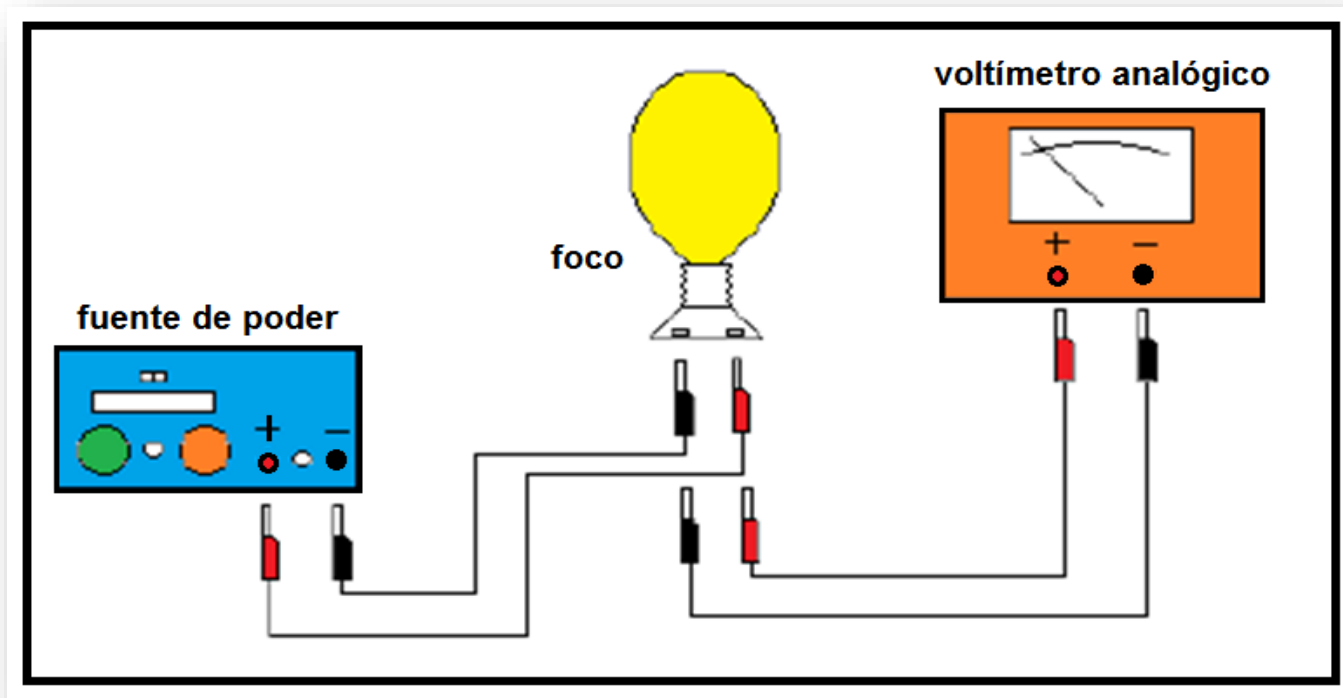 voltímetro analógico
+ −
foco
fuente de poder
+ −